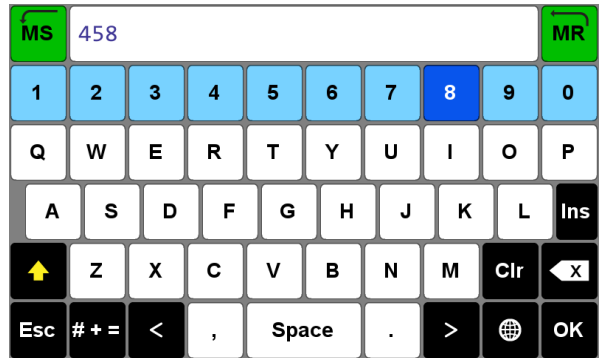 MS 458 MR
1 2 3 4 5 6 7 8 9 0
Q W E R T Y U I O P
A S D F G H J K L Ins
Z X C V B N M Clr X
Esc # + = < , Space . > OK